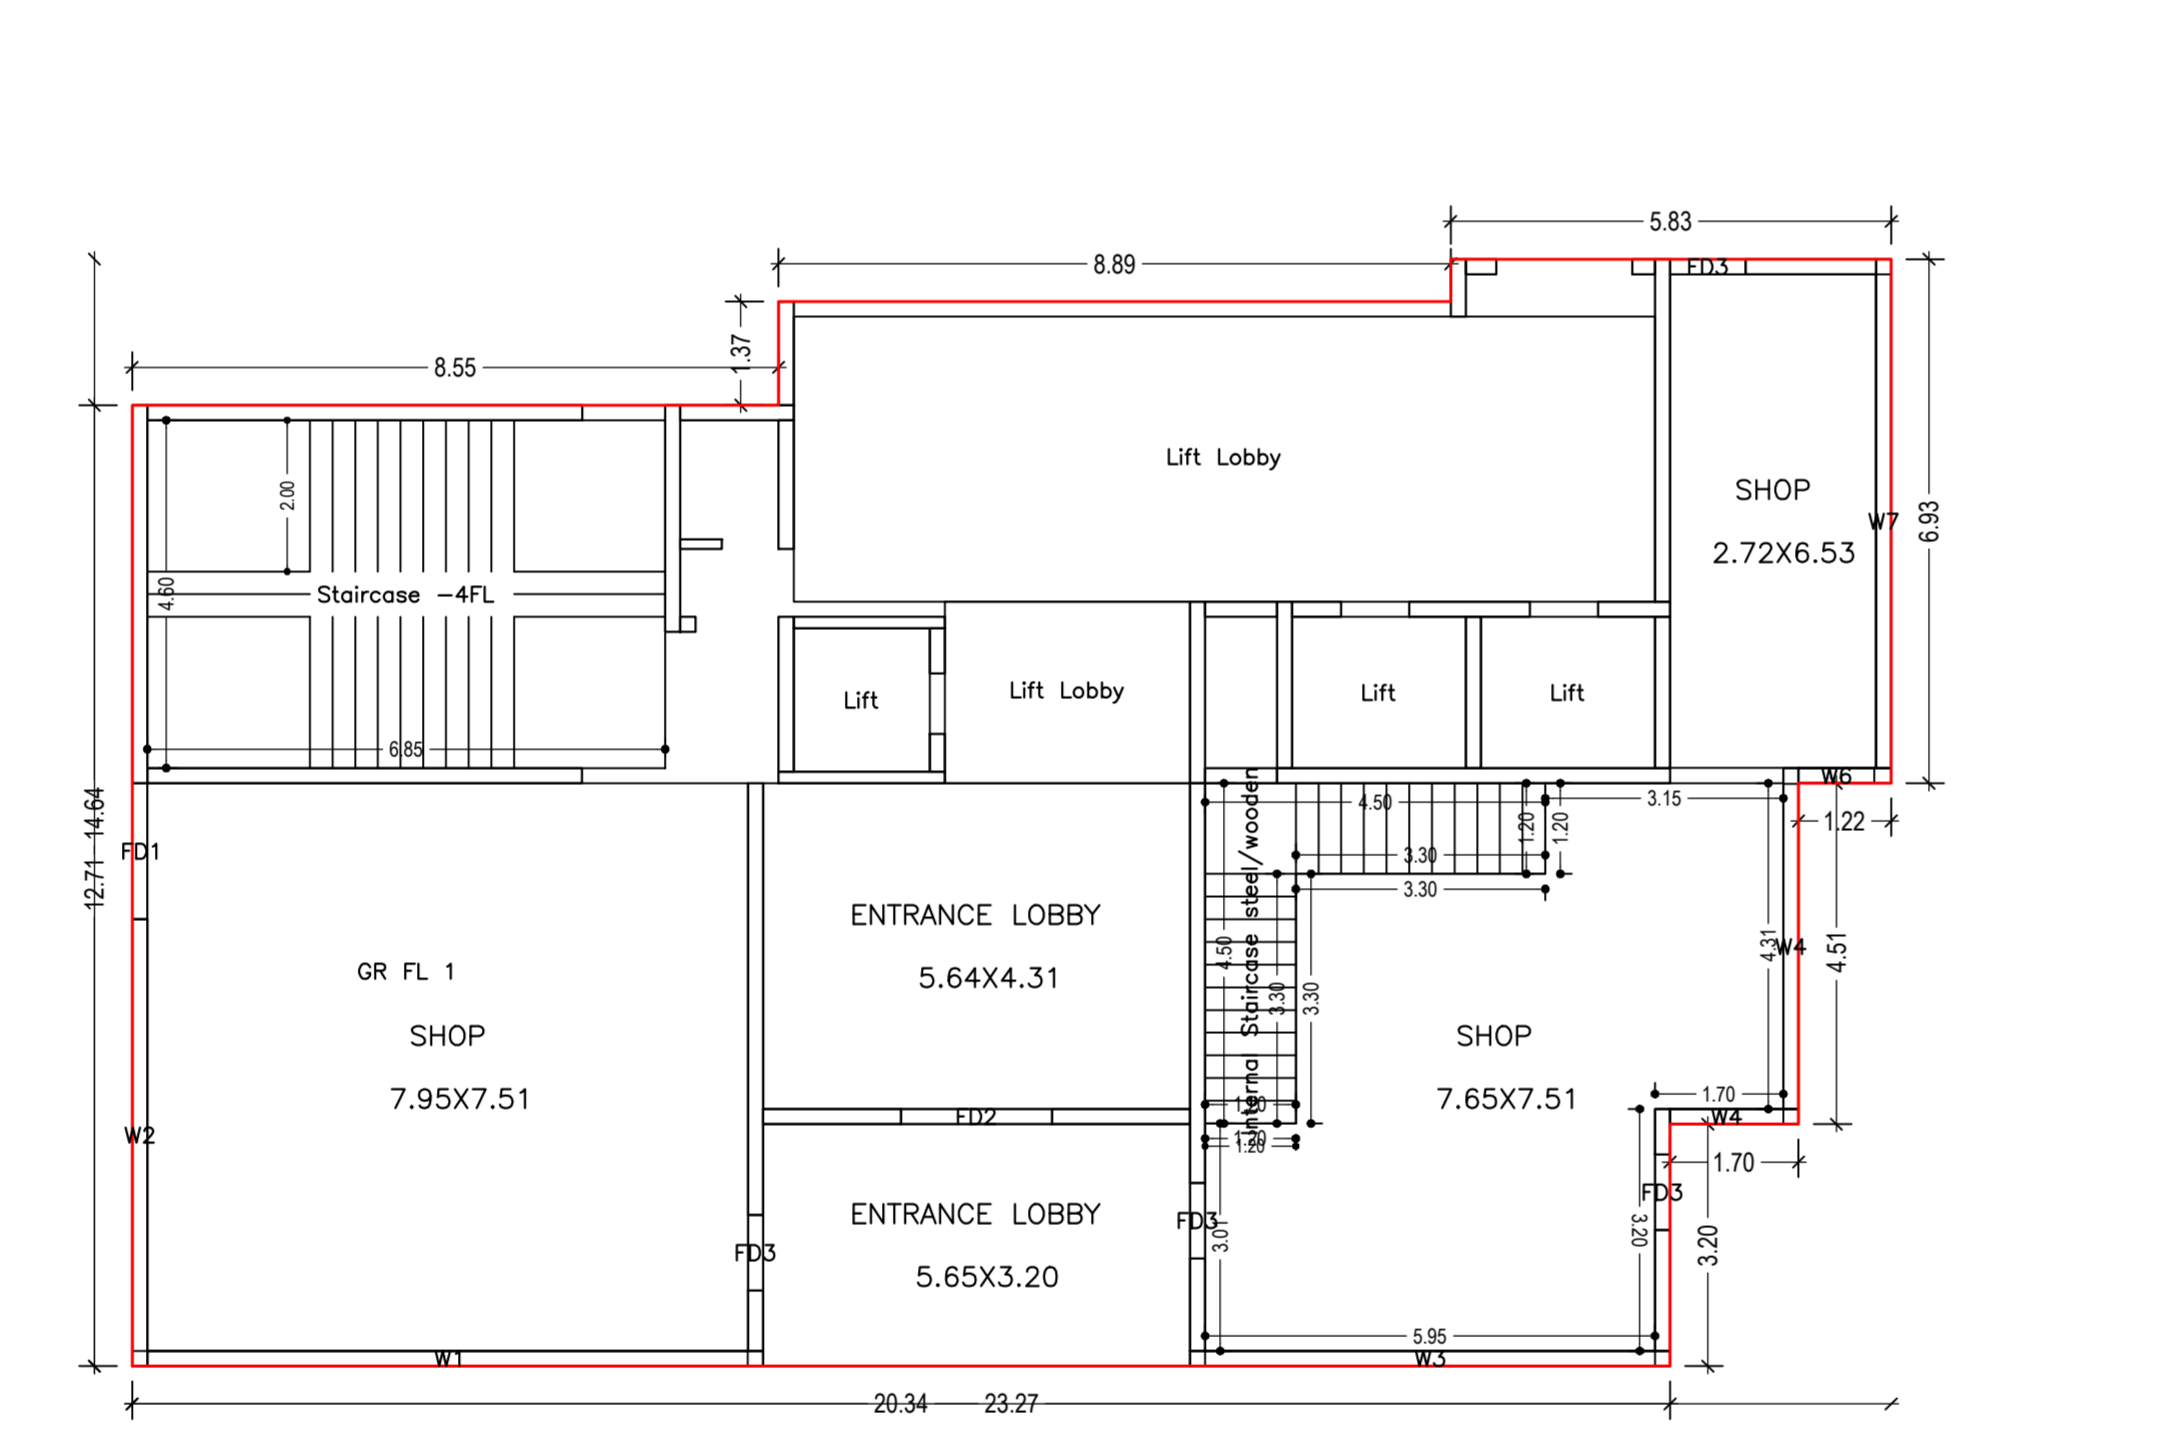 5.83
8.89
FD3
1.37
8.55
Lift Lobby
SHOP
2.00
W7
6.93
2.72X6.53
4.60
Staircase -4FL
Lift
Lift Lobby
Lift
Lift
6.85
W6
4.50
3.15
12.71 14.64
1.20
1.20
1.22
FD1
3.30
3.30
ENTRANCE LOBBY
5.64X4.31
Internal Staircase steel/wooden
4.50
3.30
3.30
4.31
W4
4.51
GR FL 1
SHOP
7.95X7.51
SHOP
7.65X7.51
1.70
FD2
W4
W2
1.20
1.20
1.70
ENTRANCE LOBBY
5.65X3.20
FD3
FD3
3.01
FD3
3.20
3.20
5.95
W1
W3
20.34 23.27